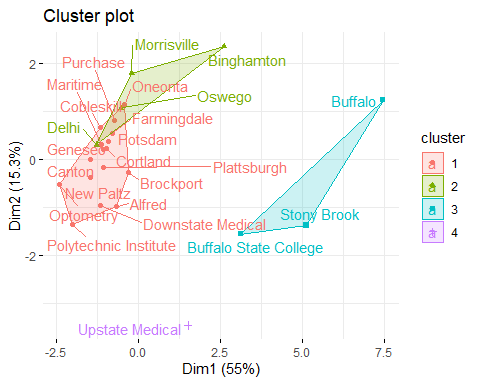 Cluster plot
Morrisville
Purchase
Binghamton
Maritime
Oneonta
Oswego
Cobleskill
Farmingdale
Delhi
Potsdam
Geneseo
Cortland
Plattsburgh
Canton
Brockport
New Paltz
Alfred
Optometry
Downstate Medical
Polytechnic Institute
Buffalo
Stony Brook
Buffalo State College
Upstate Medical
2
0
-2
Dim2 (15.3%)
-2.5 0.0 2.5 5.0 7.5
Dim1 (55%)
cluster
1
2
3
4